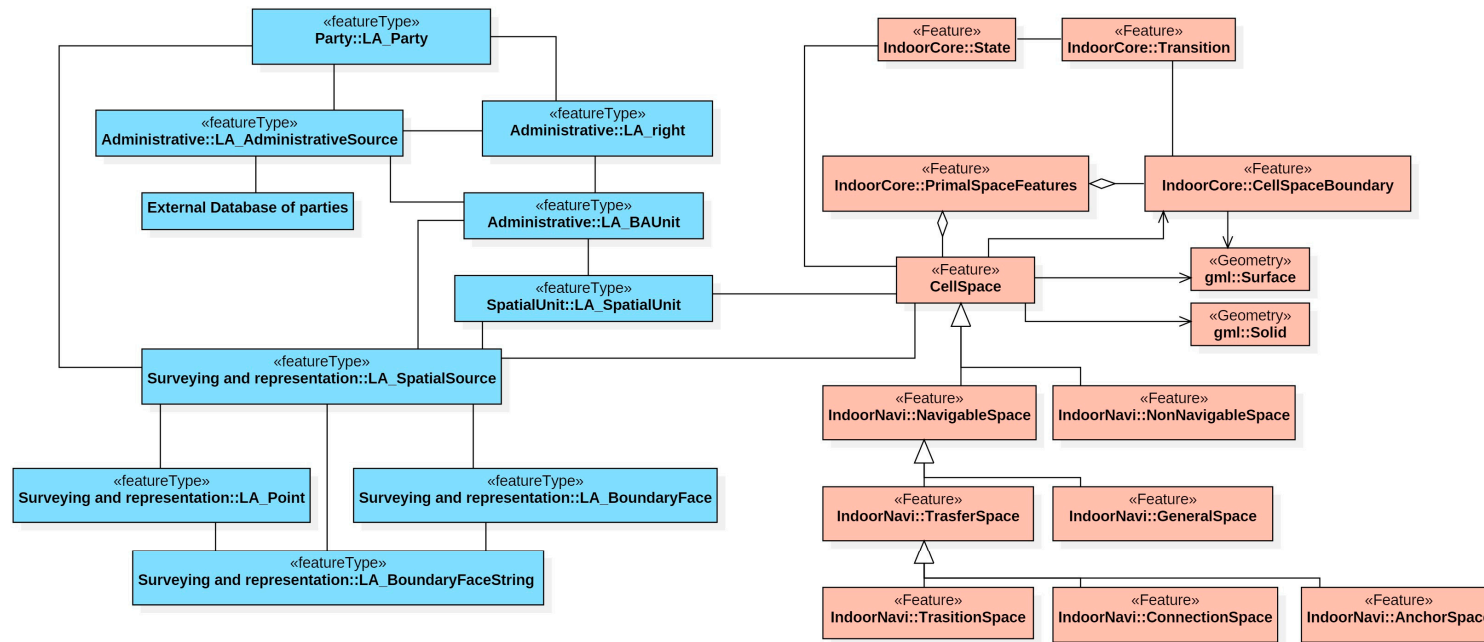 «featureType»
Party::LA_Party
«featureType»
Administrative::LA_AdministrativeSource
«featureType»
Administrative::LA_right
External Database of parties
«featureType»
Administrative::LA_BAUnit
«featureType»
SpatialUnit::LA_SpatialUnit
«featureType»
Surveying and representation::LA_SpatialSource
«featureType»
Surveying and representation::LA_Point
«featureType»
Surveying and representation::LA_BoundaryFace
«featureType»
Surveying and representation::LA_BoundaryFaceString
«Feature»
IndoorCore::State
«Feature»
IndoorCore::Transition
«Feature»
IndoorCore::PrimalSpaceFeatures
«Feature»
IndoorCore::CellSpaceBoundary
«Feature»
CellSpace
«Geometry»
gml::Surface
«Geometry»
gml::Solid
«Feature»
IndoorNavi::NavigableSpace
«Feature»
IndoorNavi::NonNavigableSpace
«Feature»
IndoorNavi::TrasferSpace
«Feature»
IndoorNavi::GeneralSpace
«Feature»
IndoorNavi::TrasitionSpace
«Feature»
IndoorNavi::ConnectionSpace
«Feature»
IndoorNavi::AnchorSpace